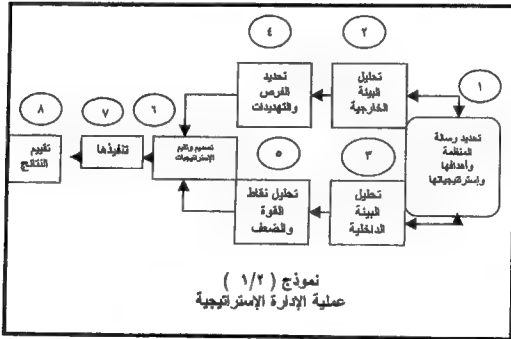 ١
تحديد رسالة
المنظمة
وأهدافها
وإستراتيجياتها
٢
تحليل
البيئة
الخارجية
٣
تحليل
البيئة
الداخلية
٤
تحديد
الفرص
والتهديدات
٥
تحليل نقاط
القوة
والضعف
٦
تصميم وتقييم
الإستراتيجيات
٧
تنفيذها
٨
تقييم
النتائج
نموذج ( ١/٢ )
عملية الإدارة الإستراتيجية